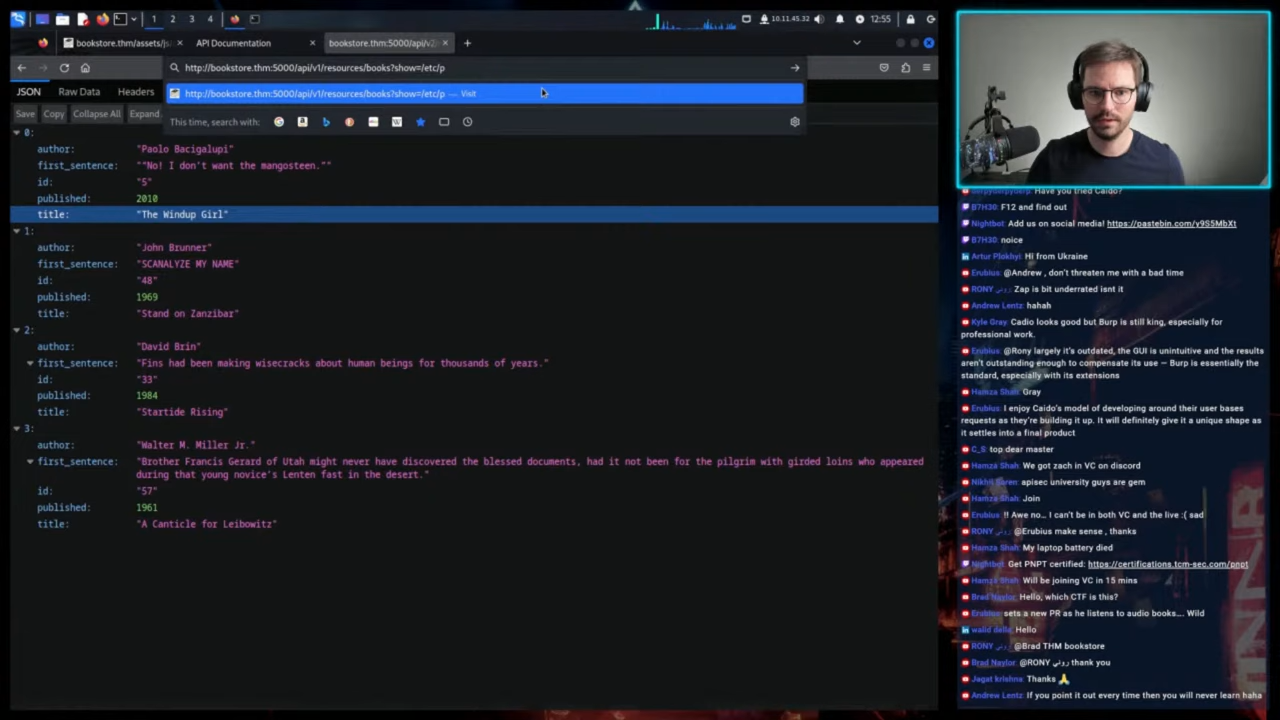 1
2
3
4
10.11.45.32
12:55
bookstore.thm/assets/js
API Documentation
bookstore.thm:5000/api/v2
http://bookstore.thm:5000/api/v1/resources/books?show=/etc/p
http://bookstore.thm:5000/api/v1/resources/books?show=/etc/p — Visit
This time, search with:
JSON
Raw Data
Headers
Save
Copy
Collapse All
Expand
0:
author: "Paolo Bacigalupi"
first_sentence: ""No! I don't want the mangosteen.""
id: "5"
published: 2010
title: "The Windup Girl"
1:
author: "John Brunner"
first_sentence: "SCANALYZE MY NAME"
id: "48"
published: 1969
title: "Stand on Zanzibar"
2:
author: "David Brin"
first_sentence: "Fins had been making wisecracks about human beings for thousands of years."
id: "33"
published: 1984
title: "Startide Rising"
3:
author: "Walter M. Miller Jr."
first_sentence: "Brother Francis Gerard of Utah might never have discovered the blessed documents, had it not been for the pilgrim with girded loins who appeared
during that young novice's Lenten fast in the desert."
id: "57"
published: 1961
title: "A Canticle for Leibowitz"
Have you tried Caido?
B7H30: F12 and find out
Nightbot: Add us on social media! https://pastebin.com/y9S5MbXt
B7H30: noice
Artur Plokhyi: Hi from Ukraine
Erubius: @Andrew , don't threaten me with a bad time
RONY روني: Zap is bit underrated isnt it
Andrew Lentz: hahah
Kyle Gray: Cadio looks good but Burp is still king, especially for
professional work.
Erubius: @Rony largely it's outdated, the GUI is unintuitive and the results
aren't outstanding enough to compensate its use — Burp is essentially the
standard, especially with its extensions
Hamza Shah: Gray
Erubius: I enjoy Caido's model of developing around their user bases
requests as they're building it up. It will definitely give it a unique shape as
it settles into a final product
C_S: top dear master
Hamza Shah: We got zach in VC on discord
Nikhil Soren: apisec university guys are gem
Hamza Shah: Join
Erubius: !! Awe no... I can't be in both VC and the live :( sad
RONY روني: @Erubius make sense , thanks
Hamza Shah: My laptop battery died
Nightbot: Get PNPT certified: https://certifications.tcm-sec.com/pnpt
Hamza Shah: Will be joining VC in 15 mins
Brad Naylor: Hello, which CTF is this?
Erubius: sets a new PR as he listens to audio books.... Wild
walid Hello
RONY روني: @Brad THM bookstore
Brad Naylor: @RONY روني thank you
Jagat krishna: Thanks 🙏
Andrew Lentz: If you point it out every time then you will never learn haha